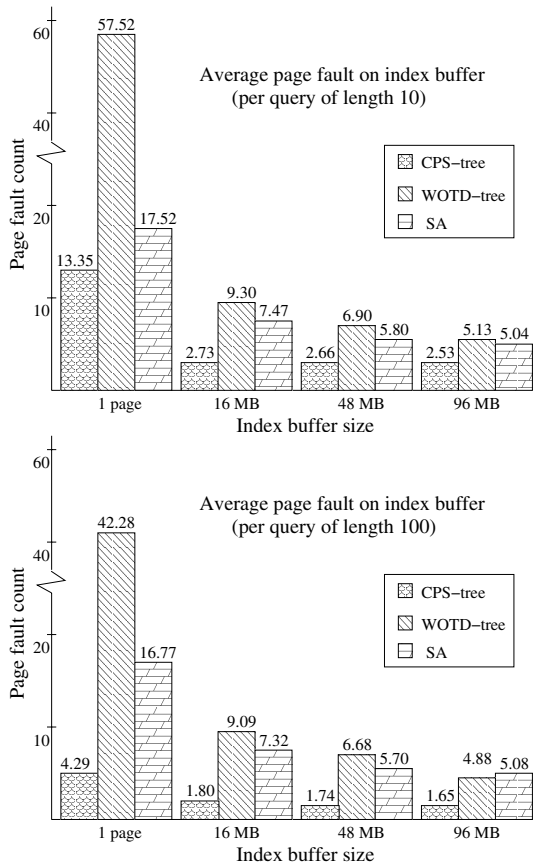 60
57.52
Average page fault on index buffer
(per query of length 10)
40
Page fault count
CPS-tree
WOTD-tree
SA
20
17.52
13.35
10
9.30
7.47
2.73
6.90
5.80
2.66
5.13
5.04
2.53
1 page
16 MB
48 MB
96 MB
Index buffer size
60
Average page fault on index buffer
(per query of length 100)
42.28
40
Page fault count
CPS-tree
WOTD-tree
SA
20
16.77
10
9.09
7.32
6.68
5.70
4.88
5.08
4.29
1.80
1.74
1.65
1 page
16 MB
48 MB
96 MB
Index buffer size